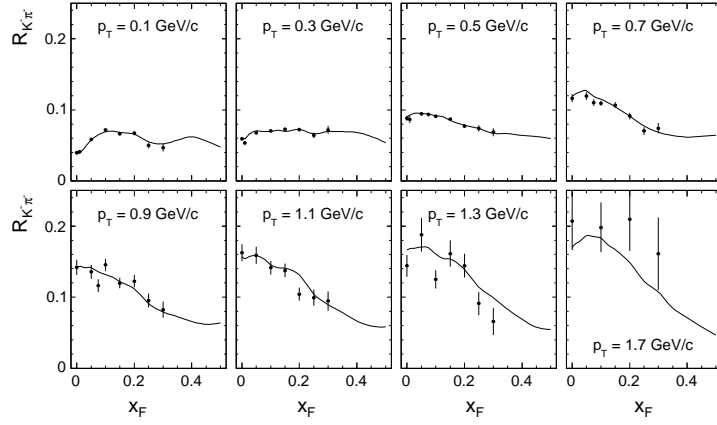 R_K⁻π⁻
0.2
0.1
0
p_T = 0.1 GeV/c
p_T = 0.3 GeV/c
p_T = 0.5 GeV/c
p_T = 0.7 GeV/c
R_K⁻π⁻
0.2
0.1
0
p_T = 0.9 GeV/c
p_T = 1.1 GeV/c
p_T = 1.3 GeV/c
p_T = 1.7 GeV/c
0 0.2 0.4
0 0.2 0.4
0 0.2 0.4
0 0.2 0.4
x_F
x_F
x_F
x_F